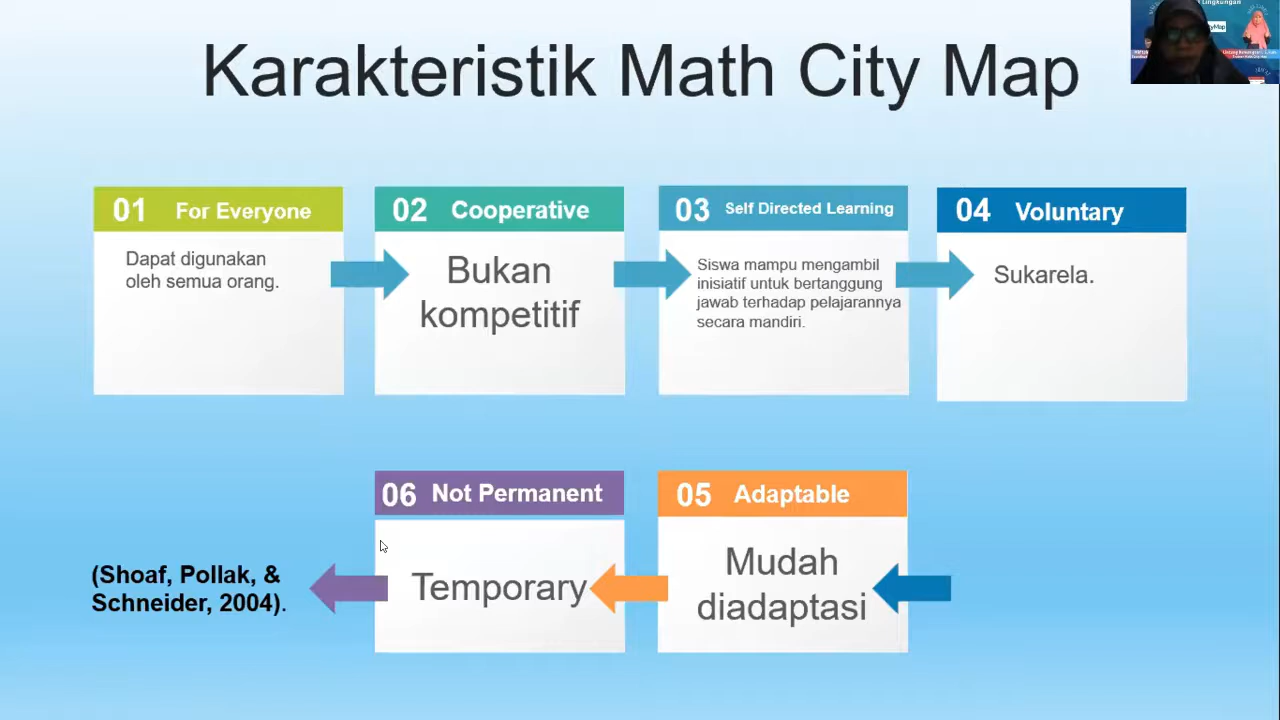 Karakteristik Math City Map
01 For Everyone
Dapat digunakan
oleh semua orang.
02 Cooperative
Bukan
kompetitif
03 Self Directed Learning
Siswa mampu mengambil
inisiatif untuk bertanggung
jawab terhadap pelajarannya
secara mandiri.
04 Voluntary
Sukarela.
05 Adaptable
Mudah
diadaptasi
06 Not Permanent
Temporary
(Shoaf, Pollak, &
Schneider, 2004).